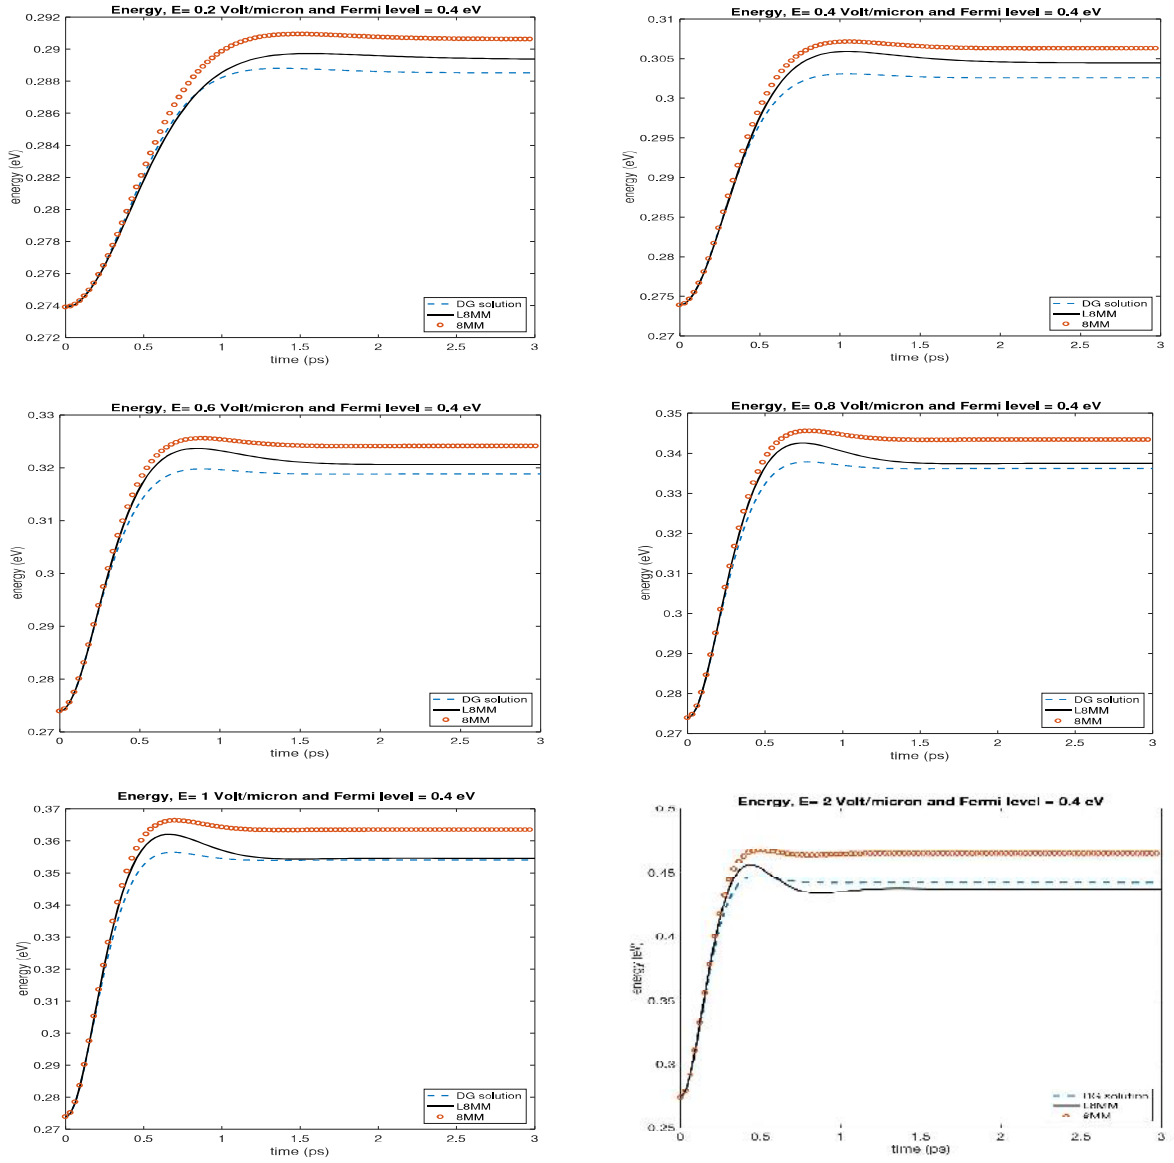 Energy, E= 0.2 Volt/micron and Fermi level = 0.4 eV
0.292
0.29
0.288
0.286
0.284
0.282
0.28
0.278
0.276
0.274
0.272
energy (eV)
DG solution
L8MM
8MM
0 0.5 1 1.5 2 2.5 3
time (ps)
Energy, E= 0.4 Volt/micron and Fermi level = 0.4 eV
0.31
0.305
0.3
0.295
0.29
0.285
0.28
0.275
0.27
energy (eV)
DG solution
L8MM
8MM
0 0.5 1 1.5 2 2.5 3
time (ps)
Energy, E= 0.6 Volt/micron and Fermi level = 0.4 eV
0.33
0.32
0.31
0.3
0.29
0.28
0.27
energy (eV)
DG solution
L8MM
8MM
0 0.5 1 1.5 2 2.5 3
time (ps)
Energy, E= 0.8 Volt/micron and Fermi level = 0.4 eV
0.35
0.34
0.33
0.32
0.31
0.3
0.29
0.28
0.27
energy (eV)
DG solution
L8MM
8MM
0 0.5 1 1.5 2 2.5 3
time (ps)
Energy, E= 1 Volt/micron and Fermi level = 0.4 eV
0.37
0.36
0.35
0.34
0.33
0.32
0.31
0.3
0.29
0.28
0.27
energy (eV)
DG solution
L8MM
8MM
0 0.5 1 1.5 2 2.5 3
time (ps)
Energy, E= 2 Volt/micron and Fermi level = 0.4 eV
0.5
0.45
0.4
0.35
0.3
0.25
energy (eV)
DG solution
L8MM
8MM
0 0.5 1 1.5 2 2.5 3
time (ps)